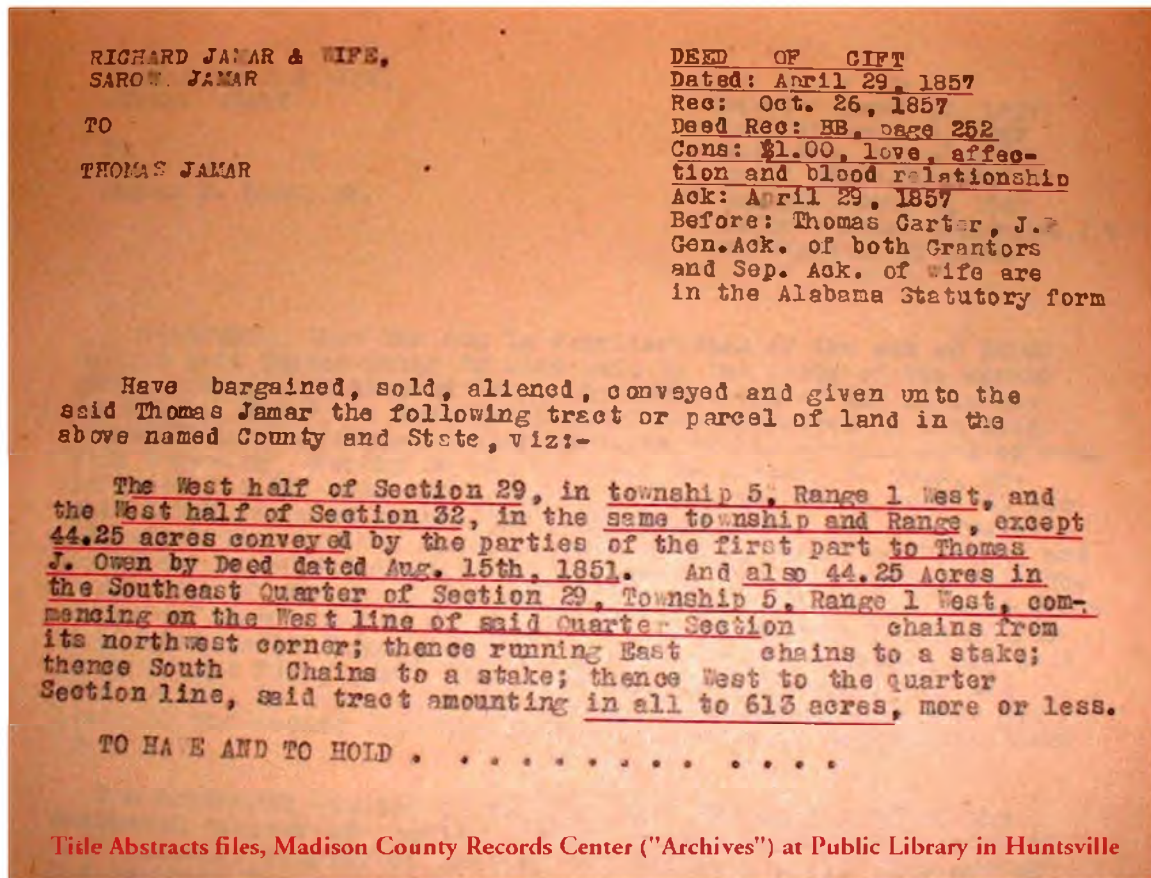 RICHARD JAMAR & WIFE,
SARO W. JAMAR
TO
THOMAS JAMAR
DEED OF GIFT
Dated: April 29, 1857
Rec: Oct. 26, 1857
Deed Rec: BB, page 252
Cons: $1.00, love, affec-
tion and blood relationship
Ack: April 29, 1857
Before: Thomas Carter, J.P
Gen.Ack. of both Grantors
and Sep. Ack. of wife are
in the Alabama Statutory form
Have bargained, sold, aliened, conveyed and given unto the
said Thomas Jamar the following tract or parcel of land in the
above named County and State, viz:-
The West half of Section 29, in township 5, Range 1 West, and
the West half of Section 32, in the same township and Range, except
44.25 acres conveyed by the parties of the first part to Thomas
J. Owen by Deed dated Aug. 15th, 1851. And also 44.25 Acres in
the Southeast Quarter of Section 29, Township 5, Range 1 West, com-
mencing on the West line of said Quarter Section chains from
its northwest corner; thence running East chains to a stake;
thence South Chains to a stake; thence West to the quarter
Section line, said tract amounting in all to 613 acres, more or less.
TO HA E AND TO HOLD . . . . . . . . . . . . .
Title Abstracts files, Madison County Records Center ("Archives") at Public Library in Huntsville